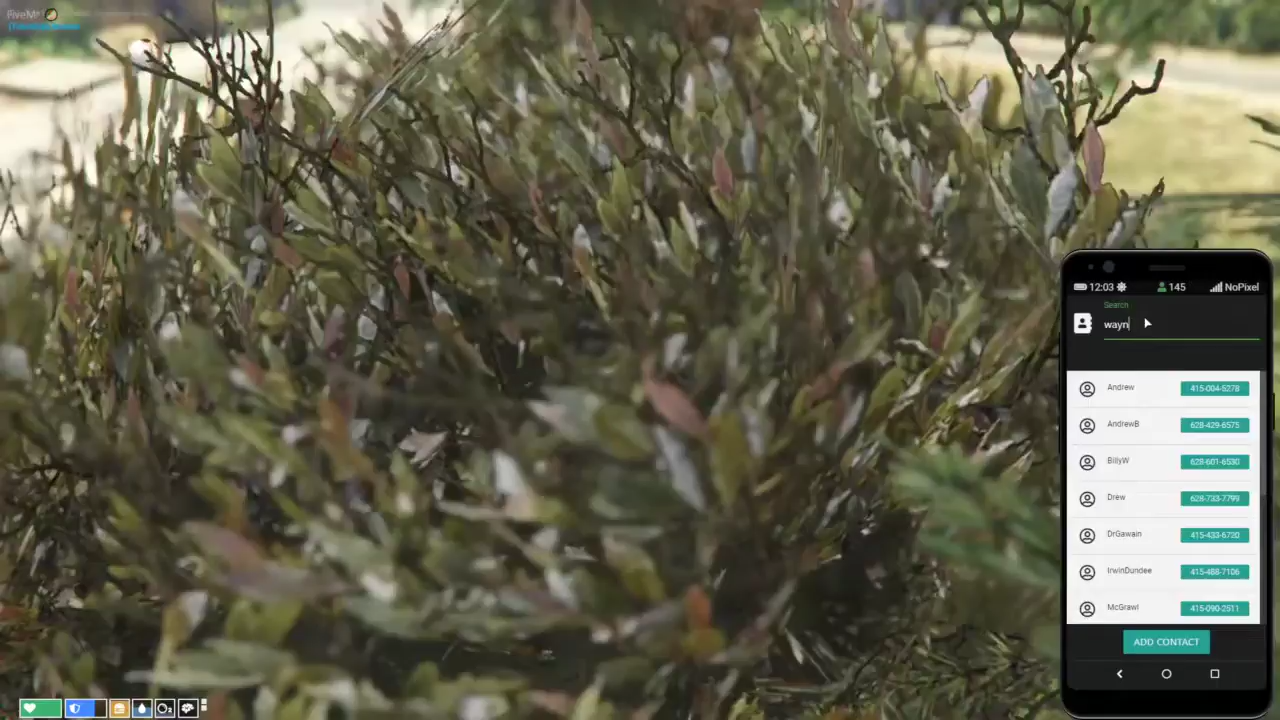 FiveM
12:03
145
NoPixel
Search
wayn
Andrew
415-004-5278
AndrewB
628-429-6575
BillyW
628-601-6530
Drew
628-733-7799
DrGawain
415-433-6720
IrwinDundee
415-488-7106
McGrawl
415-090-2511
ADD CONTACT